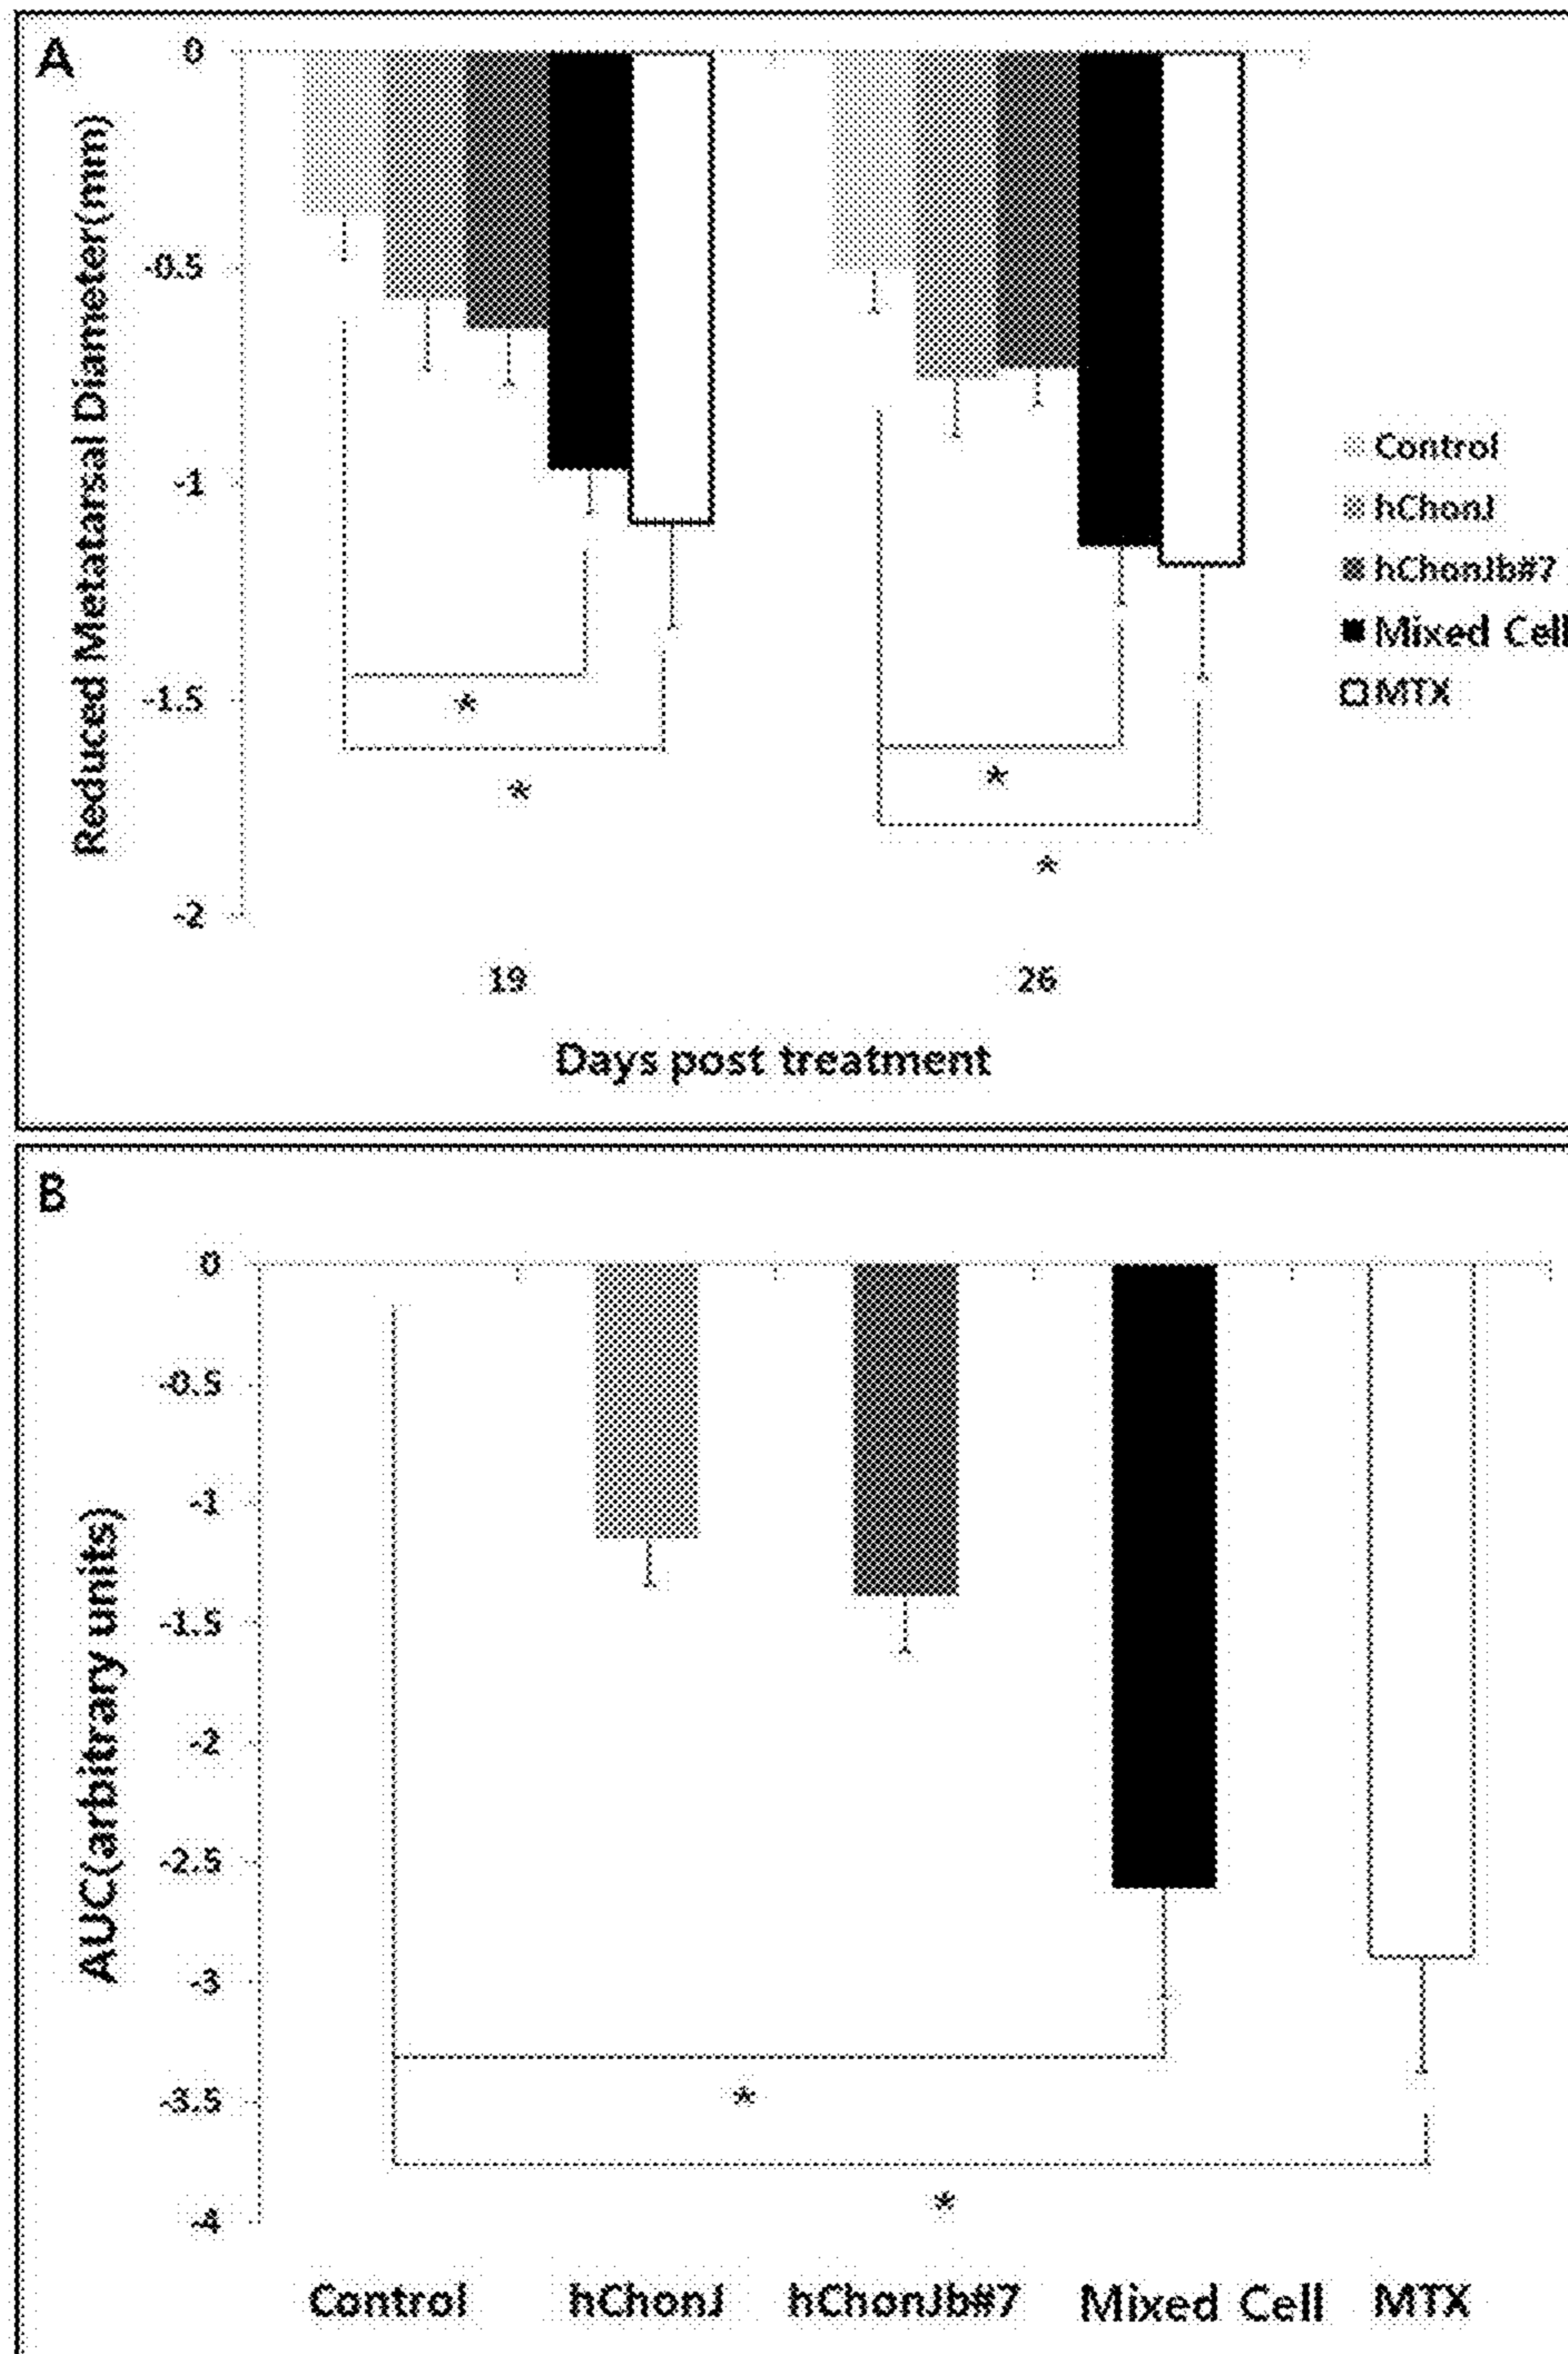 A
Reduced Metatarsal Diameter(mm)
0
-0.5
-1
-1.5
-2
*
*
*
*
19
26
Days post treatment
Control
hChonJ
hChonJb#7
Mixed Cell
MTX
B
AUC(arbitrary units)
0
-0.5
-1
-1.5
-2
-2.5
-3
-3.5
-4
*
*
Control hChonJ hChonJb#7 Mixed Cell MTX